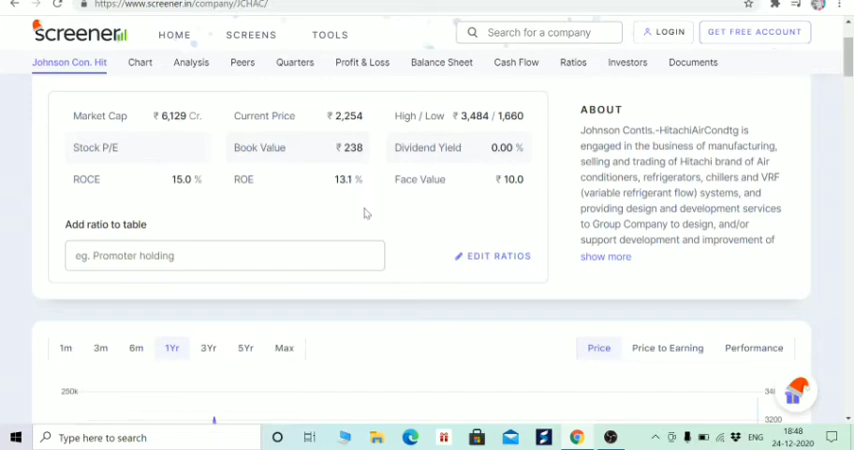 https://www.screener.in/company/JCHAC/
screener
HOME
SCREENS
TOOLS
Search for a company
LOGIN
GET FREE ACCOUNT
Johnson Con. Hit
Chart
Analysis
Peers
Quarters
Profit & Loss
Balance Sheet
Cash Flow
Ratios
Investors
Documents
Market Cap ₹ 6,129 Cr.
Current Price ₹ 2,254
High / Low ₹ 3,484 / 1,660
Stock P/E
Book Value ₹ 238
Dividend Yield 0.00 %
ROCE 15.0 %
ROE 13.1 %
Face Value ₹ 10.0
Add ratio to table
eg. Promoter holding
EDIT RATIOS
ABOUT
Johnson Contls.-HitachiAirCondtg is
engaged in the business of manufacturing,
selling and trading of Hitachi brand of Air
conditioners, refrigerators, chillers and VRF
(variable refrigerant flow) systems, and
providing design and development services
to Group Company to design, and/or
support development and improvement of
show more
1m 3m 6m 1Yr 3Yr 5Yr Max
Price Price to Earning Performance
250k
3200
Type here to search
ENG
18:48
24-12-2020